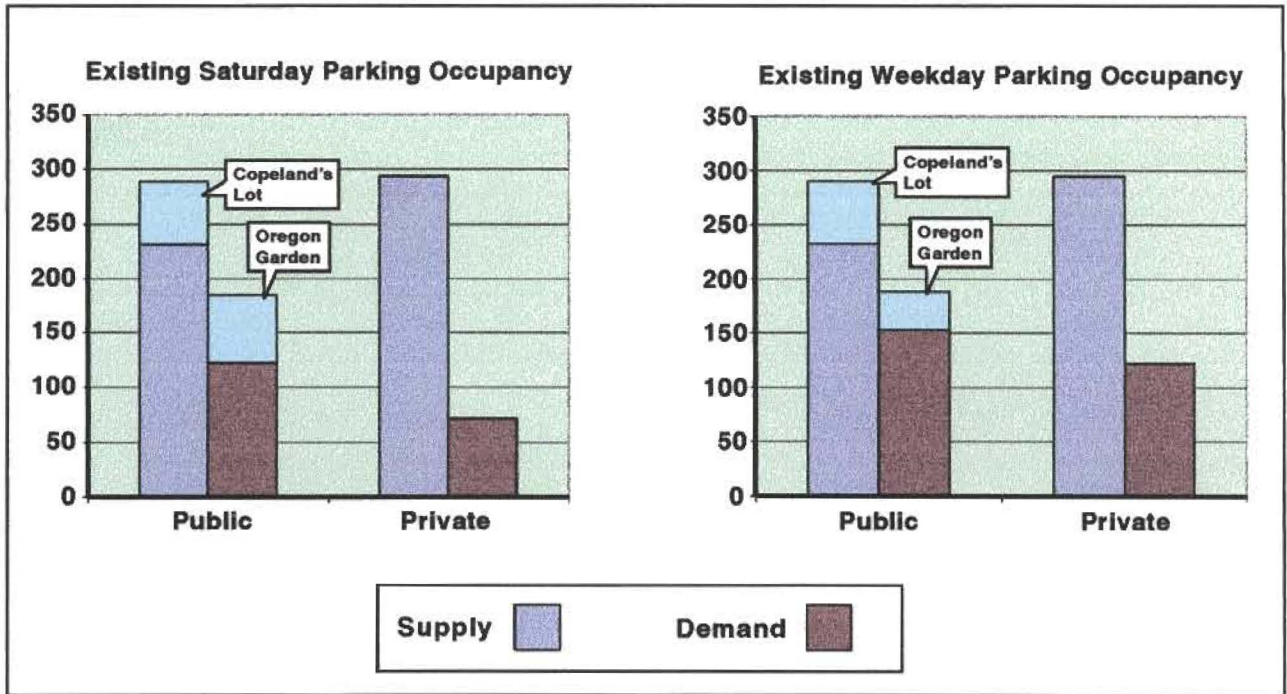 Existing Saturday Parking Occupancy
350
300
250
200
150
100
50
0
Copeland's
Lot
Oregon
Garden
Public
Private
Existing Weekday Parking Occupancy
350
300
250
200
150
100
50
0
Copeland's
Lot
Oregon
Garden
Public
Private
Supply
Demand